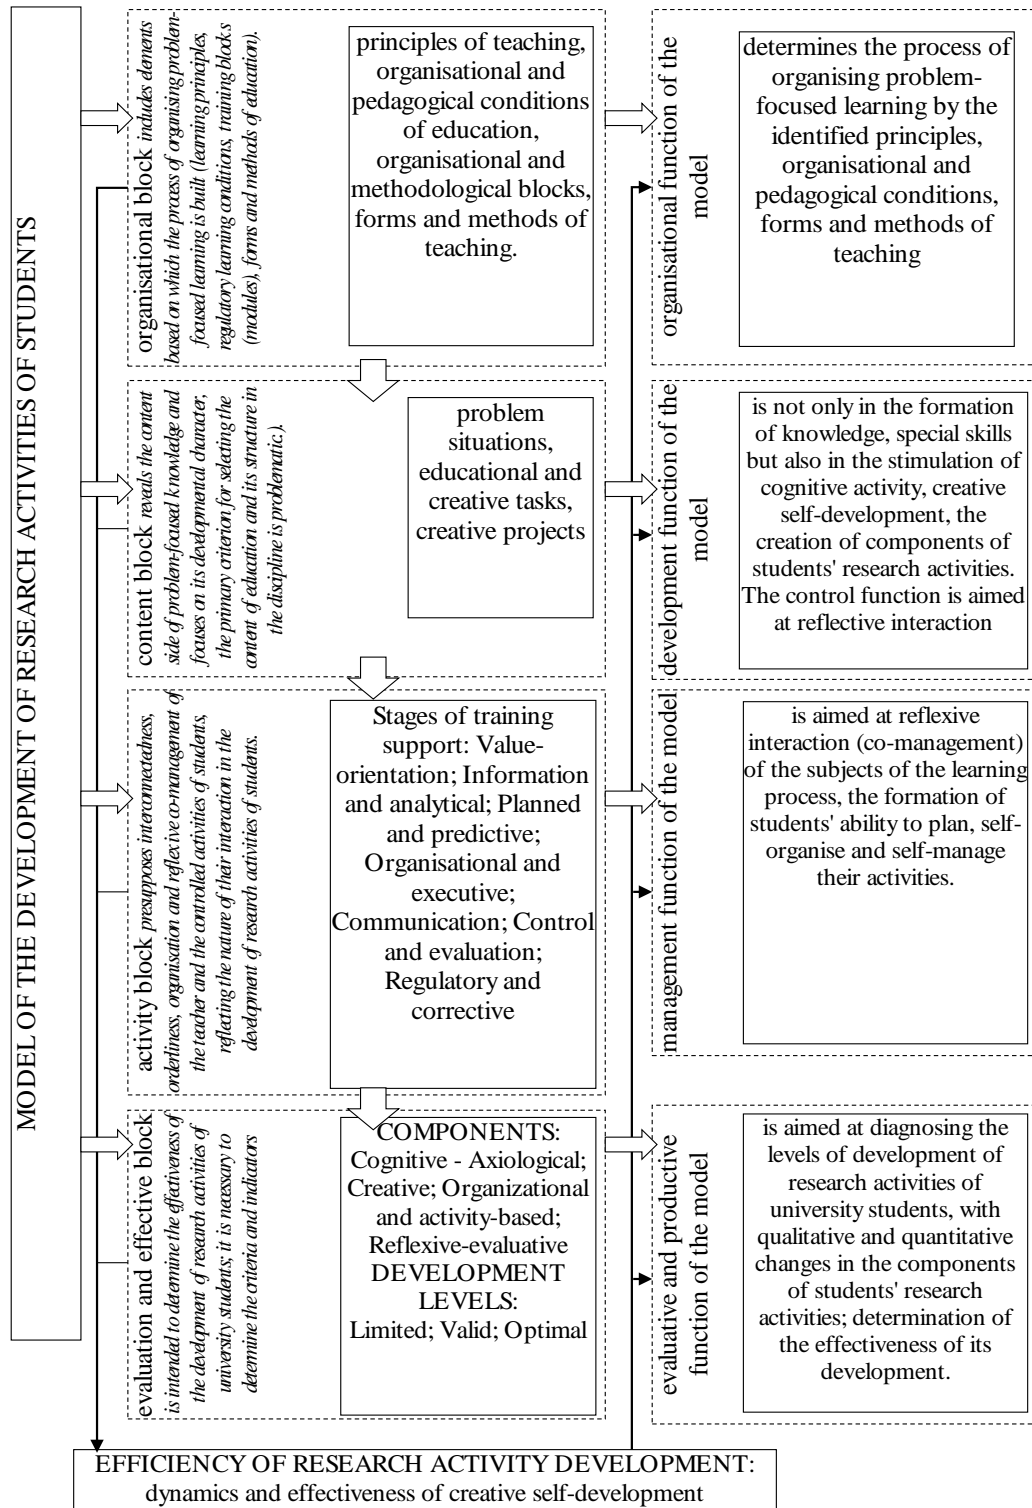 MODEL OF THE DEVELOPMENT OF RESEARCH ACTIVITIES OF STUDENTS
organisational block includes dements
based on which the process of organising problem-
focused learning is built (learning principles,
regulatory learning conditions, training blocks
(modules), forms and methods of education).
principles of teaching,
organisational and
pedagogical conditions
of education,
organisational and
methodological blocks,
forms and methods of
teaching.
organisational function of the
model
determines the process of
organising problem-
focused learning by the
identified principles,
organisational and
pedagogical conditions,
forms and methods of
teaching
content block reveals the content
side of problem-focused knowledge and
focuses on its developmental character,
the primary criterion for selecting the
content of education and its structure in
the discipline is problematic.).
problem
situations,
educational and
creative tasks,
creative projects
development function of the
model
is not only in the formation
of knowledge, special skills
but also in the stimulation of
cognitive activity, creative
self-development, the
creation of components of
students' research activities.
The control function is aimed
at reflective interaction
activity block presupposes interconnectedness,
orderliness, organisation and reflexive co-management of
the teacher and the controlled activities of students,
reflecting the nature of their interaction in the
development of research activities of students.
Stages of training
support: Value-
orientation; Information
and analytical; Planned
and predictive;
Organisational and
executive;
Communication; Control
and evaluation;
Regulatory and
corrective
management function of the model
is aimed at reflexive
interaction (co-management)
of the subjects of the learning
process, the formation of
students' ability to plan, self-
organise and self-manage
their activities.
evaluation and effective block
is intended to determine the effectiveness of
the development of research activities of
university students; it is necessary to
determine the criteria and indicators
COMPONENTS:
Cognitive - Axiological;
Creative; Organizational
and activity-based;
Reflexive-evaluative
DEVELOPMENT
LEVELS:
Limited; Valid; Optimal
evaluative and productive
function of the model
is aimed at diagnosing the
levels of development of
research activities of
university students, with
qualitative and quantitative
changes in the components
of students' research
activities; determination of
the effectiveness of its
development.
EFFICIENCY OF RESEARCH ACTIVITY DEVELOPMENT:
dynamics and effectiveness of creative self-development